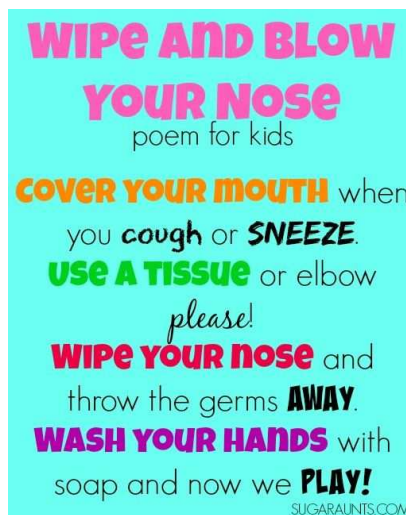 WIPE AND BLOW
YOUR NOSE
poem for kids
COVER YOUR MOUTH when
you cough or SNEEZE.
USE A TISSUE or elbow
please!
WIPE YOUR NOSE and
throw the germs AWAY.
WASH YOUR HANDS with
soap and now we PLAY!
SUGARAUNTS.COM